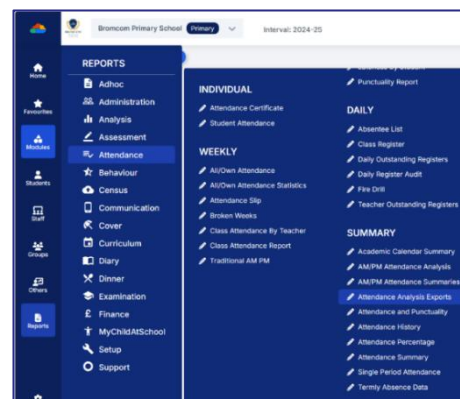 Bromcom Primary School Primary Interval: 2024-25
Home
Favourites
Modules
Students
Staff
Groups
Others
Reports
REPORTS
Adhoc
Administration
Analysis
Assessment
Attendance
Behaviour
Census
Communication
Cover
Curriculum
Diary
Dinner
Examination
Finance
MyChildAtSchool
Setup
Support
INDIVIDUAL
Attendance Certificate
Student Attendance
WEEKLY
All/Own Attendance
All/Own Attendance Statistics
Attendance Slip
Broken Weeks
Class Attendance By Teacher
Class Attendance Report
Traditional AM PM
Punctuality Report
DAILY
Absentee List
Class Register
Daily Outstanding Registers
Daily Register Audit
Fire Drill
Teacher Outstanding Registers
SUMMARY
Academic Calendar Summary
AM/PM Attendance Analysis
AM/PM Attendance Summaries
Attendance Analysis Exports
Attendance and Punctuality
Attendance History
Attendance Percentage
Attendance Summary
Single Period Attendance
Termly Absence Data